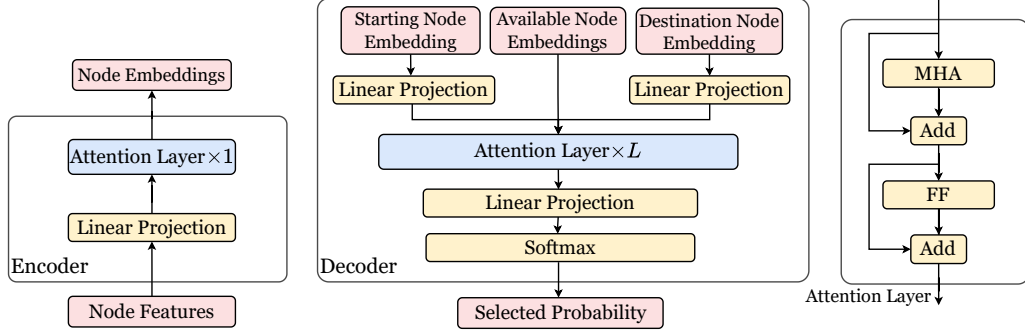 Node Embeddings
Attention Layer×1
Linear Projection
Encoder
Node Features
Starting Node
Embedding
Available Node
Embeddings
Destination Node
Embedding
Linear Projection
Linear Projection
Attention Layer×L
Linear Projection
Softmax
Decoder
Selected Probability
MHA
Add
FF
Add
Attention Layer